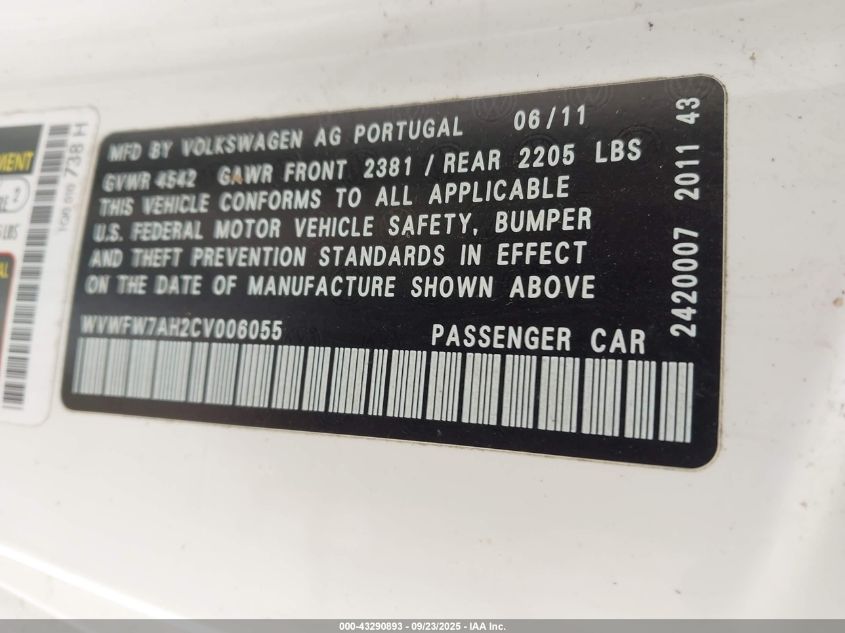 MFD BY VOLKSWAGEN AG PORTUGAL 06/11
GVWR 4542 GAWR FRONT 2381 / REAR 2205 LBS
THIS VEHICLE CONFORMS TO ALL APPLICABLE
U.S. FEDERAL MOTOR VEHICLE SAFETY, BUMPER
AND THEFT PREVENTION STANDARDS IN EFFECT
ON THE DATE OF MANUFACTURE SHOWN ABOVE
WVWFW7AH2CV006055 PASSENGER CAR
2420007 2011 43
738 H
LBS
000-43290893 - 09/23/2025 - IAA Inc.